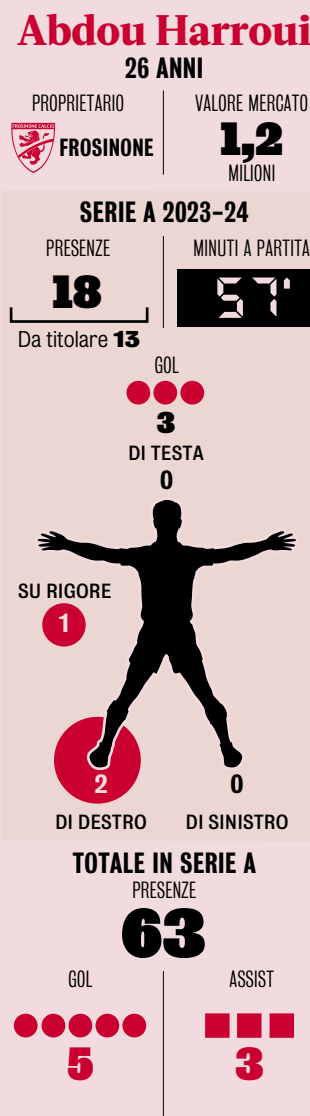 Abdou Harroui
26 ANNI
PROPRIETARIO
FROSINONE CALCIO
FROSINONE
VALORE MERCATO
1,2
MILIONI
SERIE A 2023-24
PRESENZE
18
Da titolare 13
MINUTI A PARTITA
57'
GOL
3
DI TESTA
0
SU RIGORE
1
2
DI DESTRO
0
DI SINISTRO
TOTALE IN SERIE A
PRESENZE
63
GOL
5
ASSIST
3